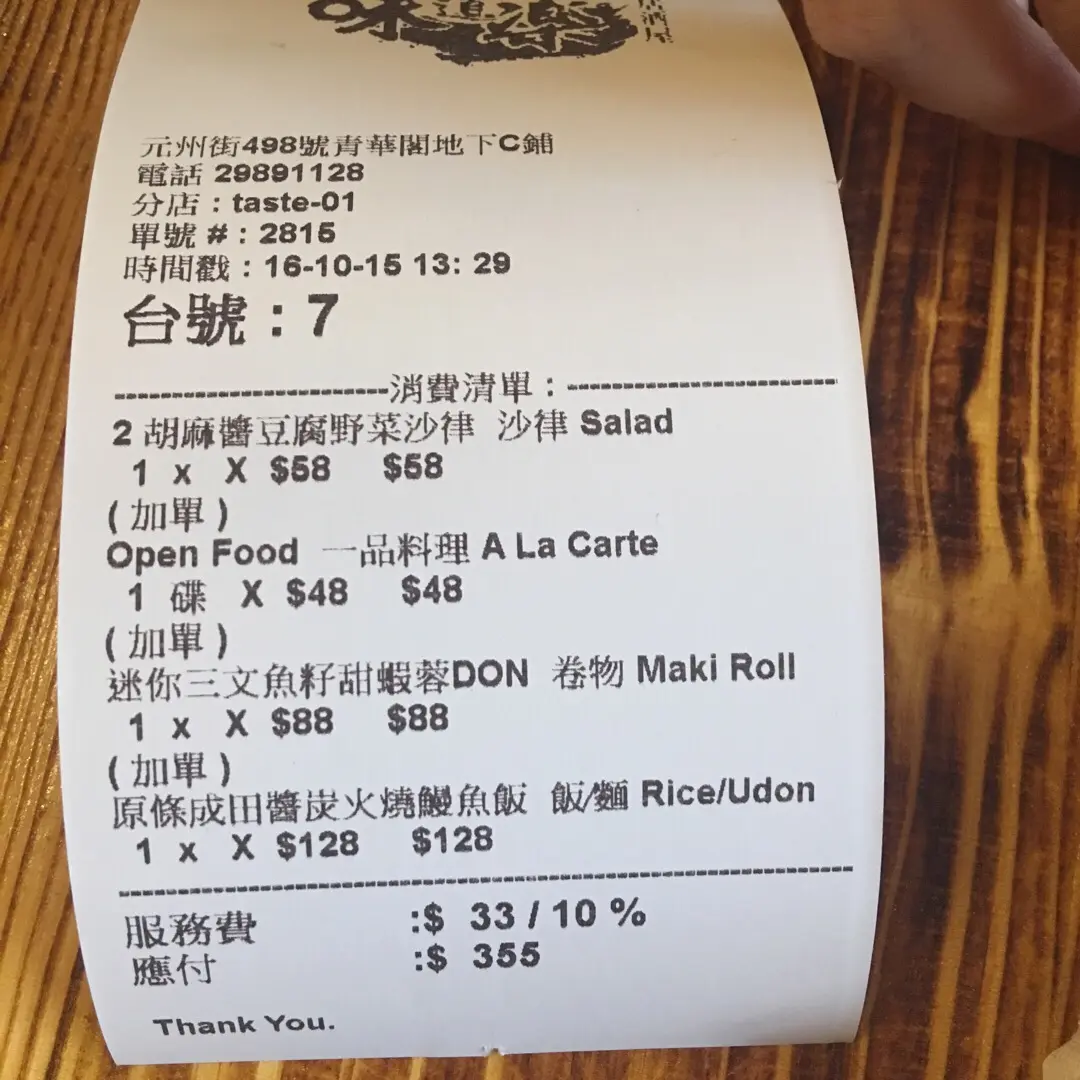 味道樂
元州街498號青華閣地下C鋪
電話 29891128
分店：taste-01
單號 #：2815
時間戳：16-10-15 13: 29
台號：7
----------------------消費清單：----------------------
2 胡麻醬豆腐野菜沙律 沙律 Salad
1 x X $58 $58
(加單)
Open Food 一品料理 A La Carte
1 碟 X $48 $48
(加單)
迷你三文魚籽甜蝦蓉DON 卷物 Maki Roll
1 x X $88 $88
(加單)
原條成田醬炭火燒鰻魚飯 飯/麵 Rice/Udon
1 x X $128 $128
服務費 :$ 33 / 10 %
應付 :$ 355
Thank You.